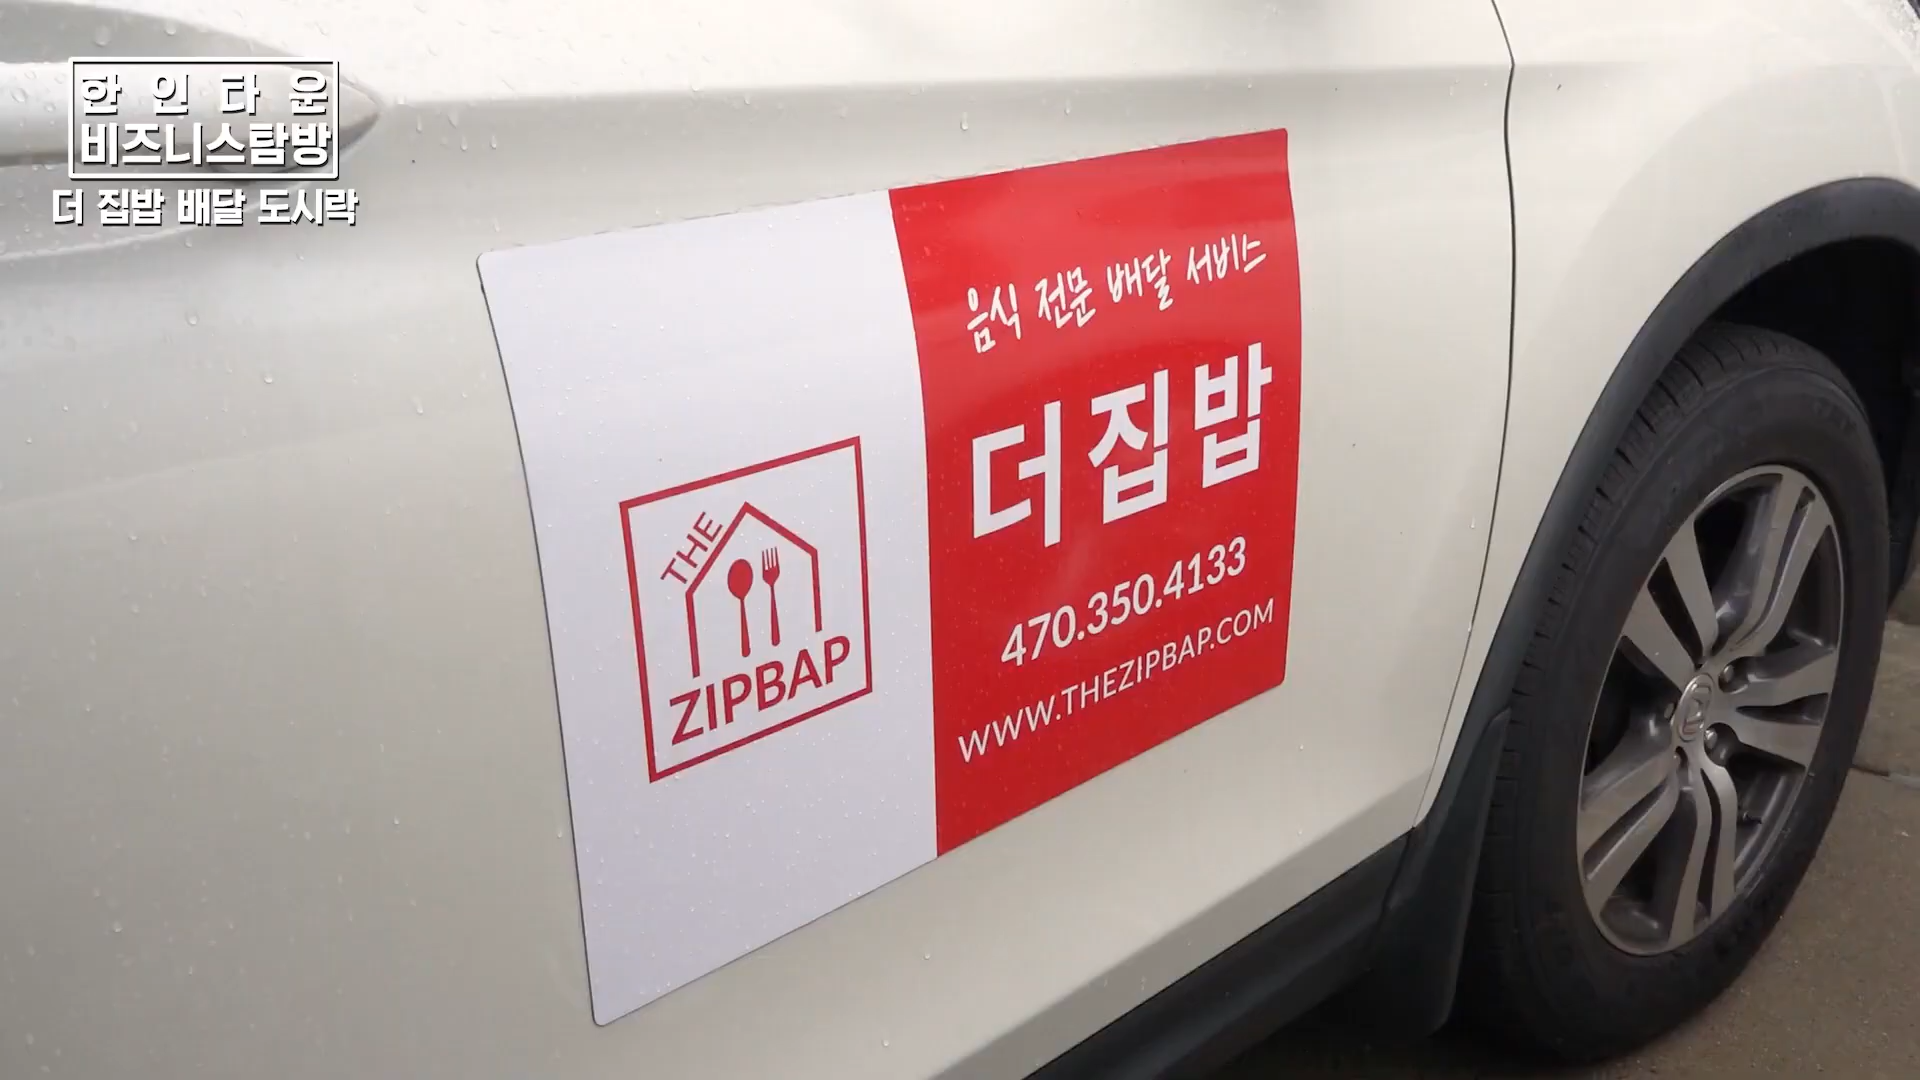 한인타운
비즈니스탐방
더 집밥 배달 도시락
음식 전문 배달 서비스
더집밥
470.350.4133
WWW.THEZIPBAP.COM
THE
ZIPBAP